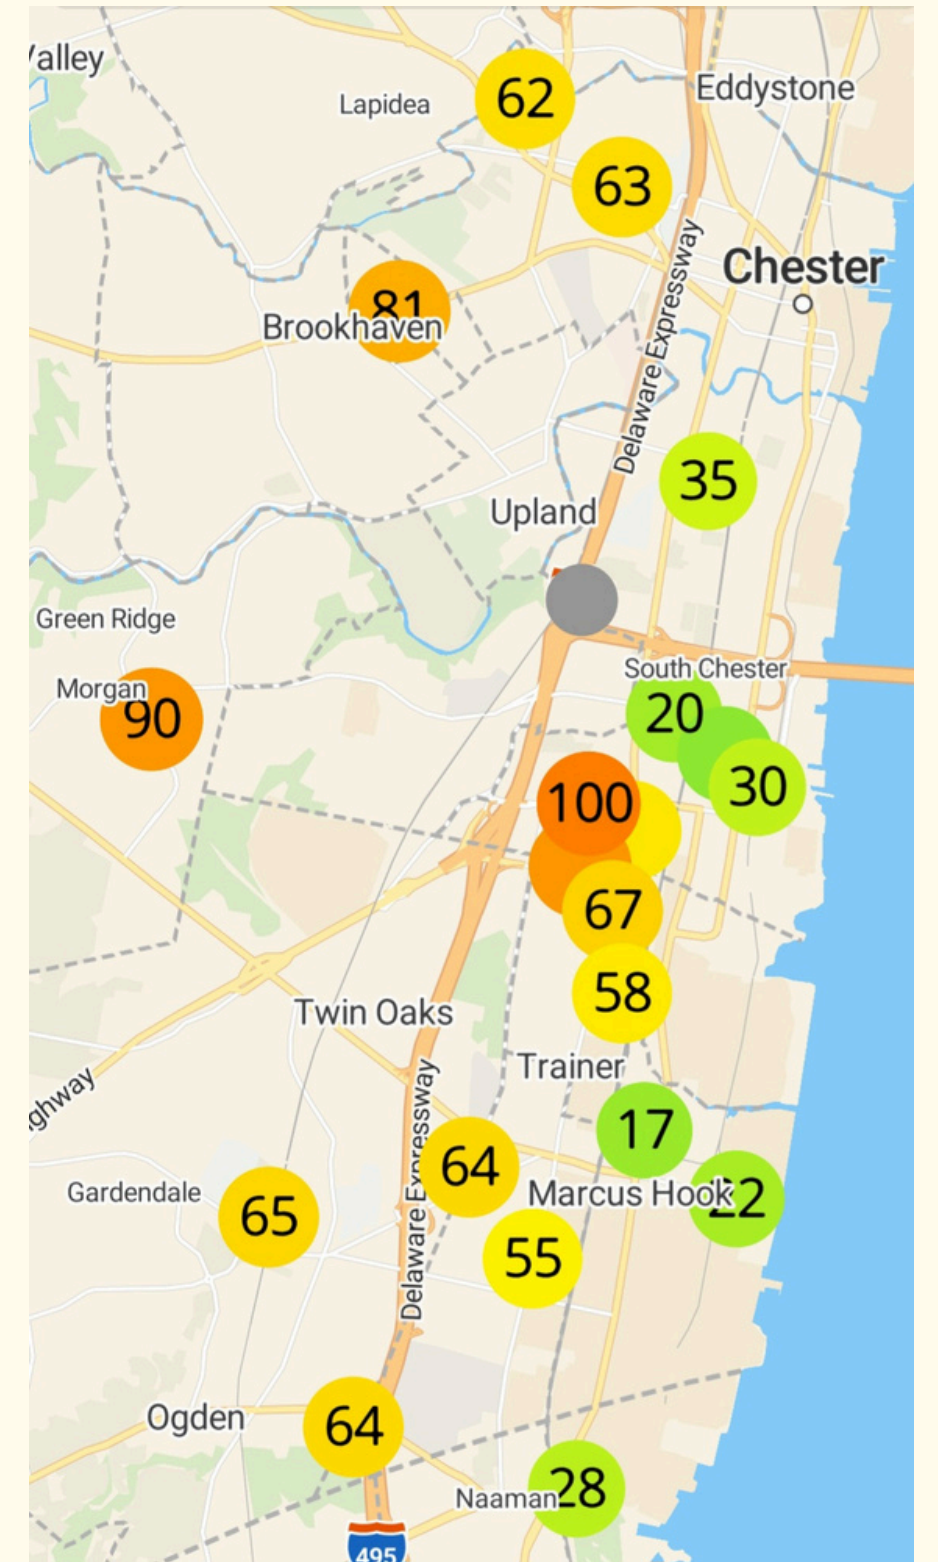 Valley
62
Lapidea
Eddystone
63
Chester
Delaware Expressway
81
Brookhaven
35
Upland
Green Ridge
South Chester
Morgan
90
20
30
100
67
58
Twin Oaks
Trainer
ghway
17
Delaware Expressway
64
Gardendale
Marcus Hook
22
65
55
Ogden
64
Naaman
28
495